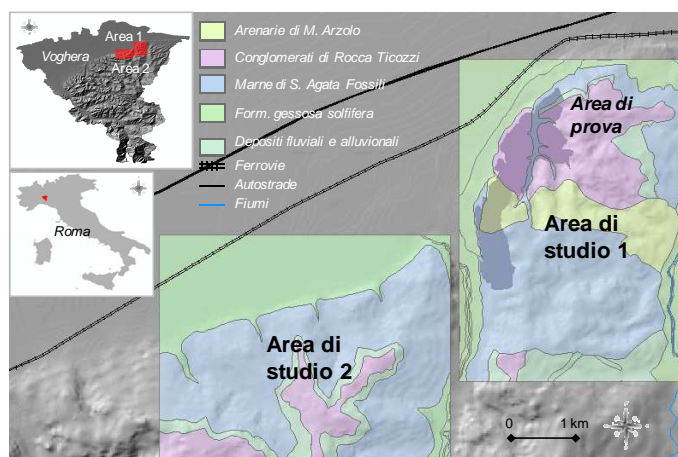 Area 1
Voghera
Area 2
Roma
Arenarie di M. Arzolo
Conglomerati di Rocca Ticozzi
Marne di S. Agata Fossili
Form. gessosa solfifera
Depositi fluviali e alluvionali
Ferrovie
Autostrade
Fiumi
Area di
prova
Area di
studio 1
Area di
studio 2
0 1 km